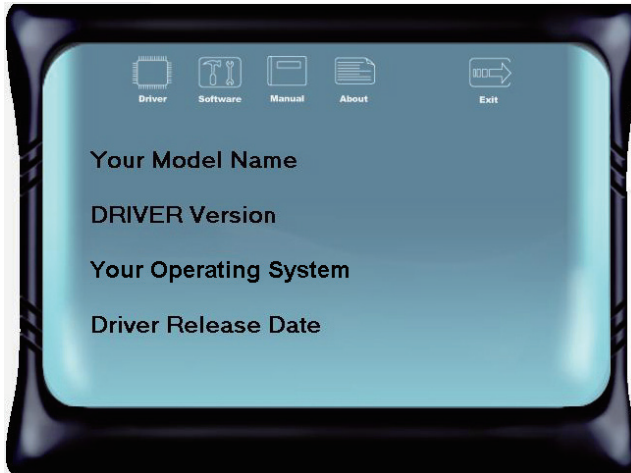 Driver Software Manual About Exit
Your Model Name
DRIVER Version
Your Operating System
Driver Release Date